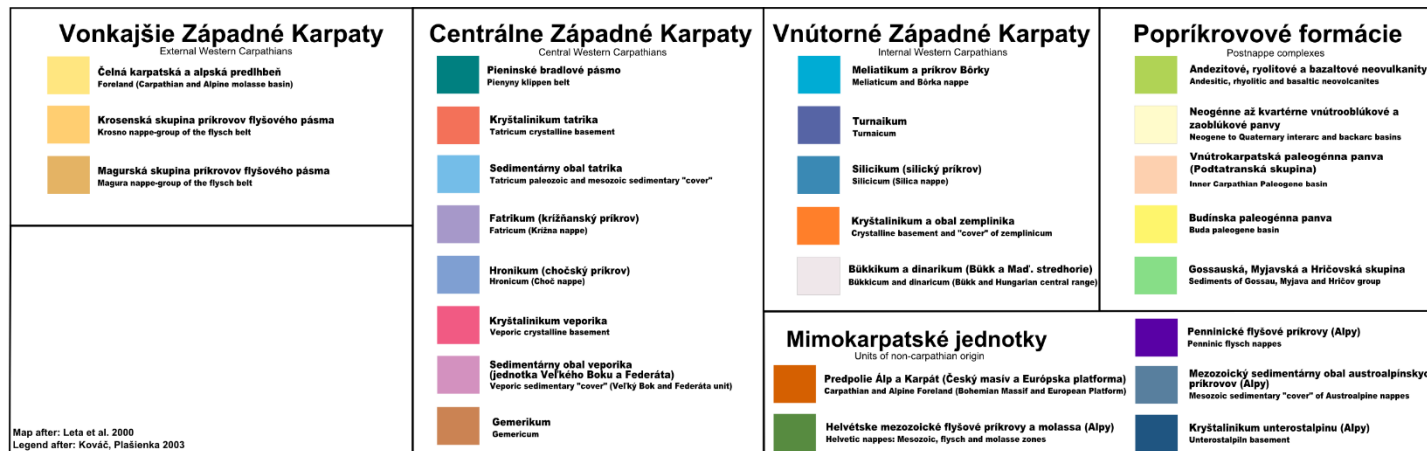 Vonkajšie Západné Karpaty
External Western Carpathians
Čelná karpatská a alpská predlhbeň
Foreland (Carpathian and Alpine molasse basin)
Krosenská skupina príkrovov flyšového pásma
Krosno nappe-group of the flysch belt
Magurská skupina príkrovov flyšového pásma
Magura nappe-group of the flysch belt
Map after: Leta et al. 2000
Legend after: Kováč, Plašienka 2003
Centrálne Západné Karpaty
Central Western Carpathians
Pieninské bradlové pásmo
Pienyny klippen belt
Kryštalinikum tatrika
Tatricum crystalline basement
Sedimentárny obal tatrika
Tatricum paleozoic and mesozoic sedimentary "cover"
Fatrikum (krížňanský príkrov)
Fatricum (Krížna nappe)
Hronikum (chočský príkrov)
Hronicum (Choč nappe)
Kryštalinikum veporika
Veporic crystalline basement
Sedimentárny obal veporika
(jednotka Veľkého Boku a Federáta)
Veporic sedimentary "cover" (Veľký Bok and Federáta unit)
Gemerikum
Gemericum
Vnútorné Západné Karpaty
Internal Western Carpathians
Meliatikum a príkrov Bôrky
Meliaticum and Bôrka nappe
Turnaikum
Turnaicum
Silicikum (silický príkrov)
Silicicum (Silica nappe)
Kryštalinikum a obal zemplinika
Crystalline basement and "cover" of zemplinicum
Bükkikum a dinarikum (Bükk a Maď. stredhorie)
Bükkicum and dinaricum (Bükk and Hungarian central range)
Popríkrovové formácie
Postnappe complexes
Andezitové, ryolitové a bazaltové neovulkanity
Andesitic, rhyolitic and basaltic neovolcanites
Neogénne až kvartérne vnútrooblúkové a
zaoblúkové panvy
Neogene to Quaternary interarc and backarc basins
Vnútrokarpatská paleogénna panva
(Podtatranská skupina)
Inner Carpathian Paleogene basin
Budínska paleogénna panva
Buda paleogene basin
Gossauská, Myjavská a Hričovská skupina
Sediments of Gossau, Myjava and Hričov group
Mimokarpatské jednotky
Units of non-carpathian origin
Predpolie Álp a Karpát (Český masív a Európska platforma)
Carpathian and Alpine Foreland (Bohemian Massif and European Platform)
Helvétske mezozoické flyšové príkrovy a molassa (Alpy)
Helvetic nappes: Mesozoic, flysch and molasse zones
Penninické flyšové príkrovy (Alpy)
Penninic flysch nappes
Mezozoický sedimentárny obal austroalpínskyc
príkrovov (Alpy)
Mesozoic sedimentary "cover" of Austroalpine nappes
Kryštalinikum unterostalpínu (Alpy)
Unterostalpiln basement